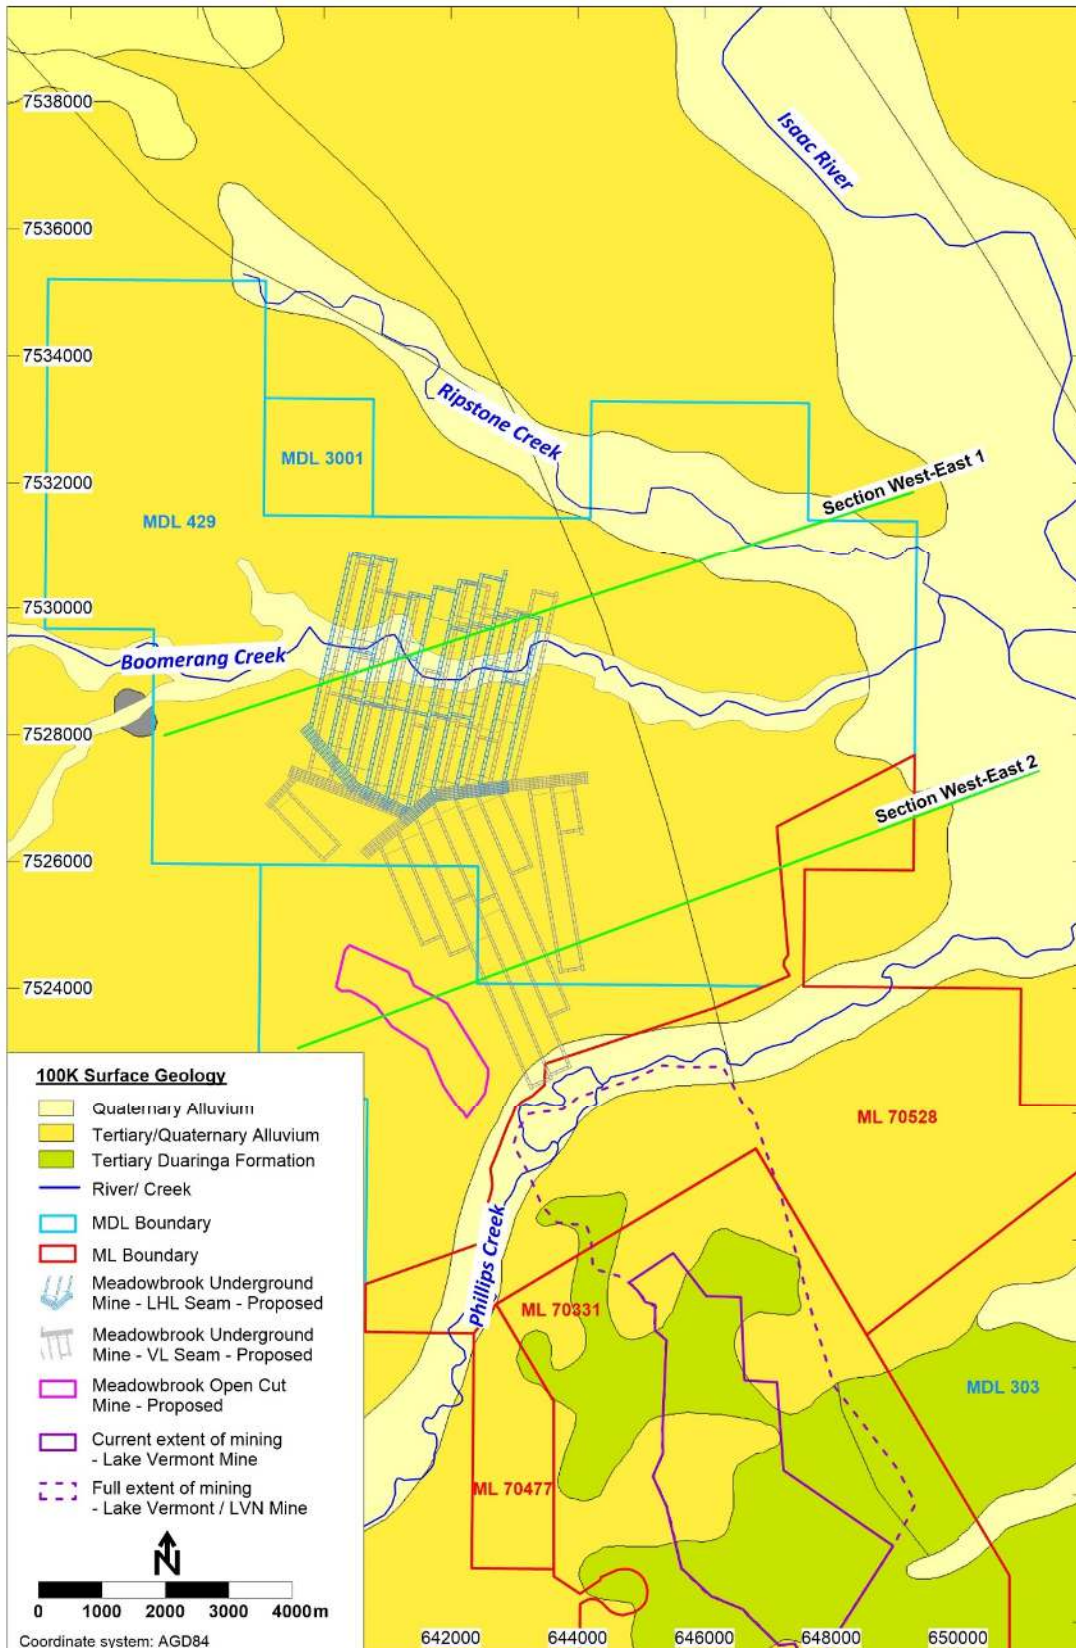 7538000
Isaac River
7536000
7534000
Ripstone Creek
MDL 3001
Section West-East 1
7532000
MDL 429
7530000
Boomerang Creek
7528000
Section West-East 2
7526000
7524000
100K Surface Geology
Quaternary Alluvium
Tertiary/Quaternary Alluvium
Tertiary Duaringa Formation
River/ Creek
MDL Boundary
ML Boundary
Meadowbrook Underground
Mine - LHL Seam - Proposed
Meadowbrook Underground
Mine - VL Seam - Proposed
Meadowbrook Open Cut
Mine - Proposed
Current extent of mining
- Lake Vermont Mine
Full extent of mining
- Lake Vermont / LVN Mine
N
0 1000 2000 3000 4000m
Coordinate system: AGD84
ML 70528
Phillips Creek
ML 70331
MDL 303
ML 70477
642000 644000 646000 648000 650000